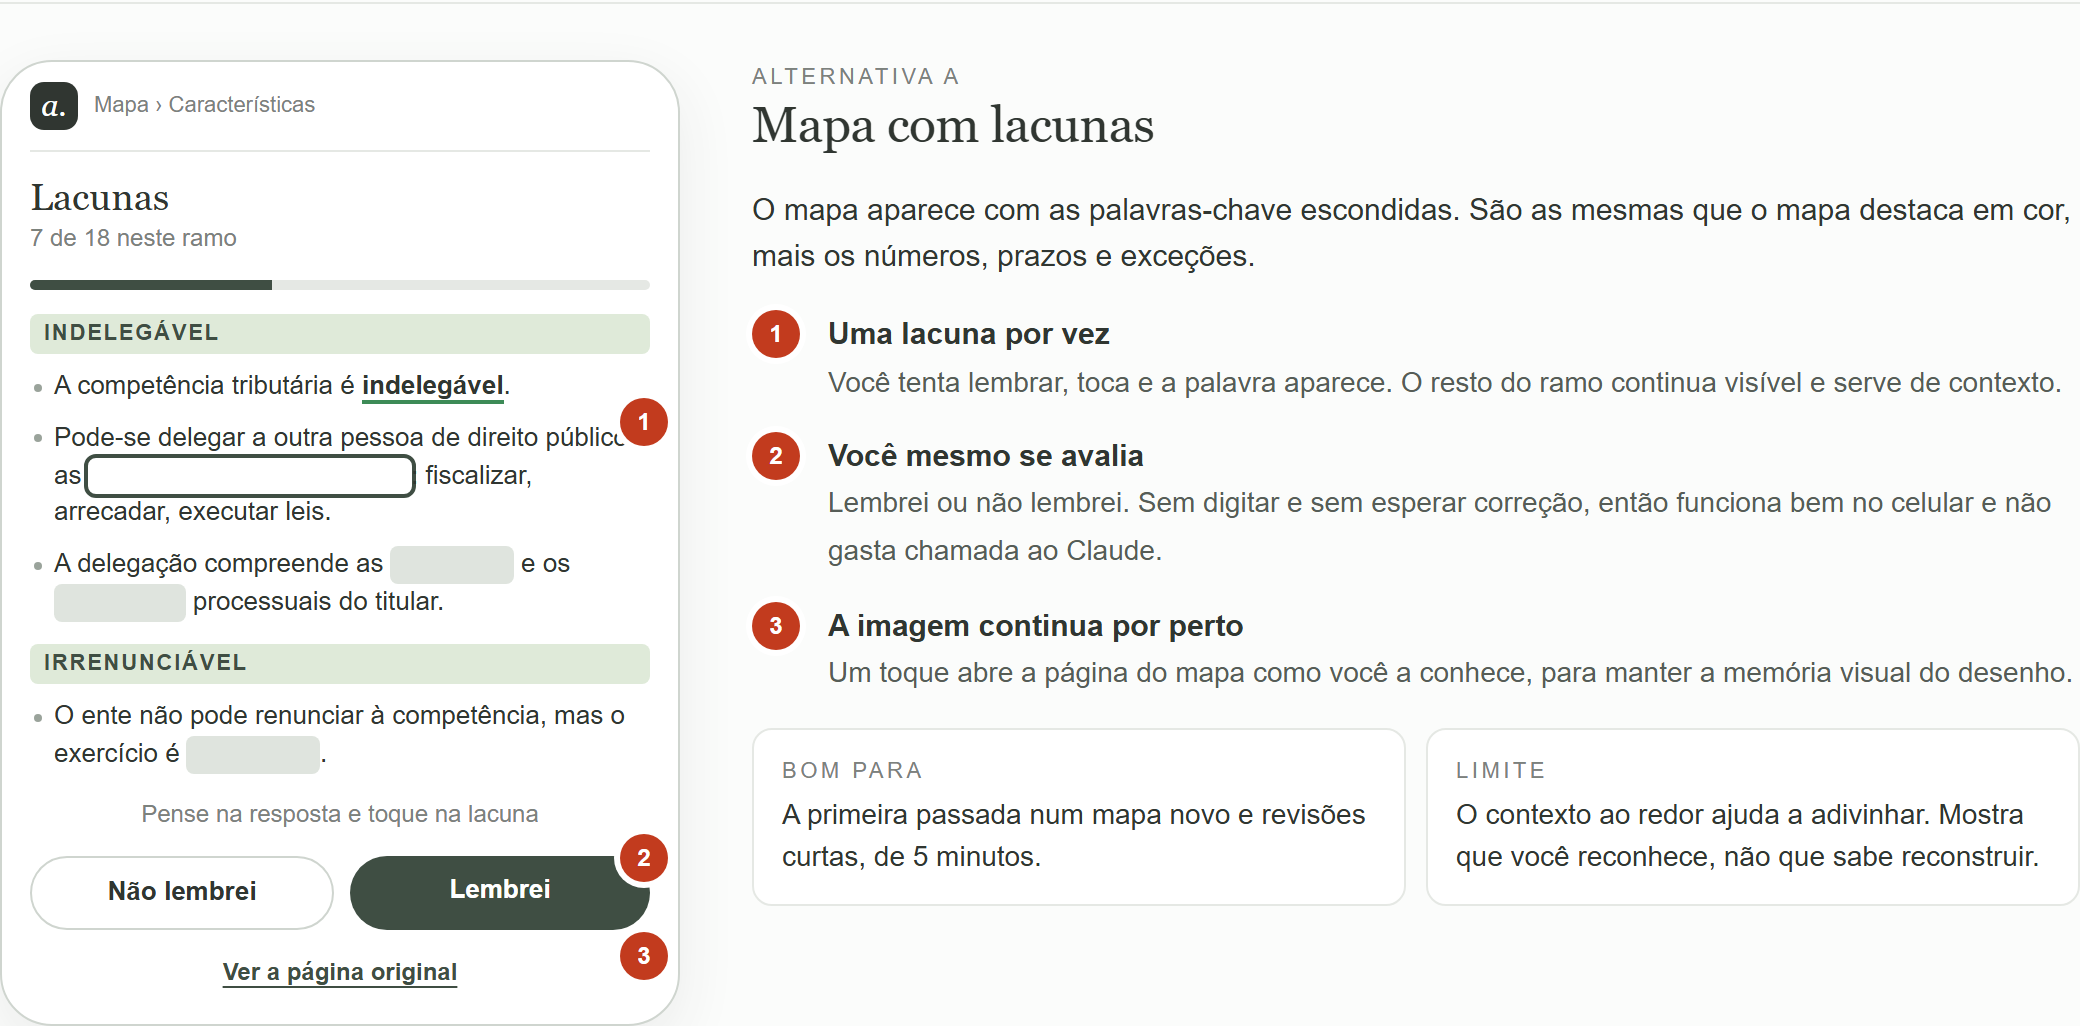 a. Mapa › Características
Lacunas
7 de 18 neste ramo
INDELEGÁVEL
A competência tributária é indelegável.
Pode-se delegar a outra pessoa de direito público
as fiscalizar,
arrecadar, executar leis.
A delegação compreende as e os
processuais do titular.
IRRENUNCIÁVEL
O ente não pode renunciar à competência, mas o
exercício é .
Pense na resposta e toque na lacuna
Não lembrei
Lembrei
Ver a página original
1
2
3
ALTERNATIVA A
Mapa com lacunas
O mapa aparece com as palavras-chave escondidas. São as mesmas que o mapa destaca em cor,
mais os números, prazos e exceções.
1 Uma lacuna por vez
Você tenta lembrar, toca e a palavra aparece. O resto do ramo continua visível e serve de contexto.
2 Você mesmo se avalia
Lembrei ou não lembrei. Sem digitar e sem esperar correção, então funciona bem no celular e não
gasta chamada ao Claude.
3 A imagem continua por perto
Um toque abre a página do mapa como você a conhece, para manter a memória visual do desenho.
BOM PARA
A primeira passada num mapa novo e revisões
curtas, de 5 minutos.
LIMITE
O contexto ao redor ajuda a adivinhar. Mostra
que você reconhece, não que sabe reconstruir.